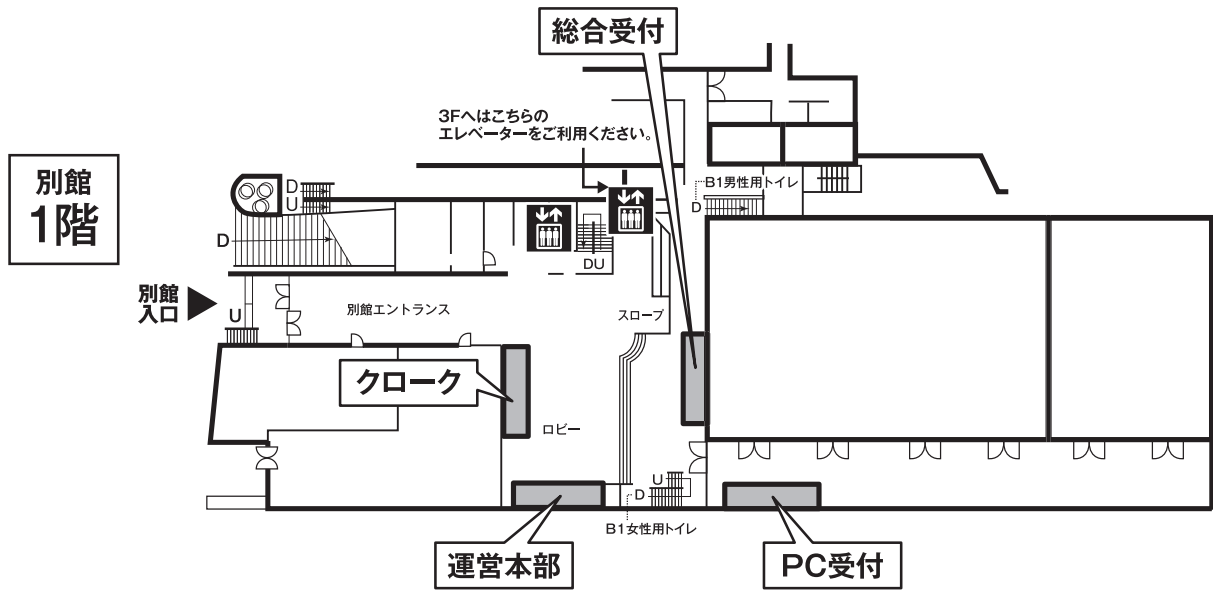 総合受付
3Fへはこちらの
エレベーターをご利用ください。
別館
1階
D
U
B1男性用トイレ
D
D
DU
別館
入口
U
別館エントランス
スロープ
クローク
ロビー
U
D
B1女性用トイレ
運営本部
PC受付